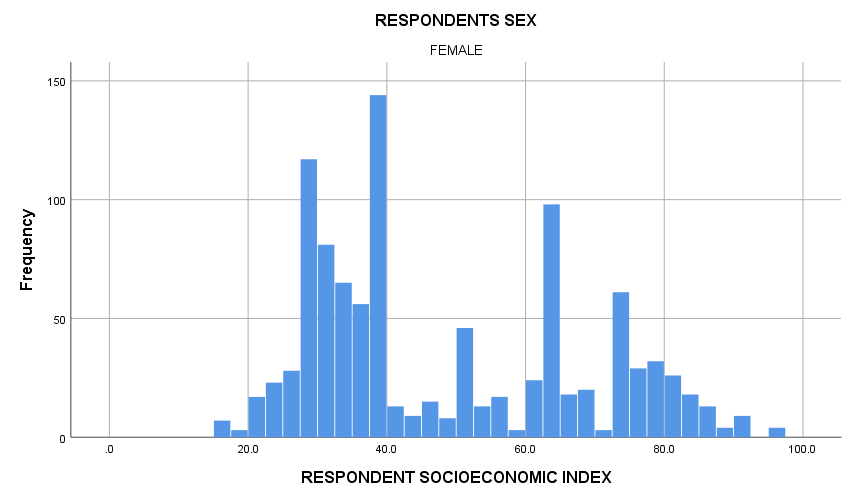 RESPONDENTS SEX
FEMALE
Frequency
150
100
50
0
.0 20.0 40.0 60.0 80.0 100.0
RESPONDENT SOCIOECONOMIC INDEX